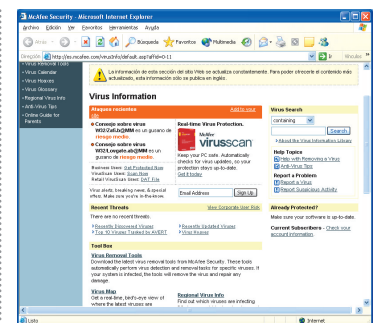 McAfee Security - Microsoft Internet Explorer
Archivo Edición Ver Favoritos Herramientas Ayuda
Atrás Búsqueda Favoritos Multimedia
Dirección http://es.mcafee.com/virusInfo/default.asp?affid=0-11 Ir Vínculos
Virus Removal Tools
Virus Calendar
Virus Hoaxes
Virus Glossary
Regional Virus Info
Anti-Virus Tips
Online Guide for Parents
La información de esta sección del sitio Web se actualiza constantemente. Para poder ofrecerle el contenido más
actualizado, esta información sólo se publica en inglés.
Virus Information
Ataques recientes Add to your
site
Consejo sobre virus
W32/Zafi.b@MM es un gusano de
riesgo medio.
Consejo sobre virus
W32/Lovgate.ab@MM es un
gusano de riesgo medio.
Business Users: Get Protected Now
VirusScan Users: Scan Now
Retail VirusScan Users: DAT File
Real-time Virus Protection.
McAfee
virusscan
Keep your PC safe. Automatically
checks for virus updates, so your
protection stays up-to-date.
Get it today
Virus alerts, breaking news, & special
offers. Make sure you're in-the-know.
Email Address Sign Up
Recent Threats View Corporate User Risk
There are no recent threats.
Recently Discovered Viruses
Top 10 Viruses Tracked by AVERT
Recently Updated Viruses
Virus Hoaxes
Tool Box
Virus Removal Tools
Download the latest virus removal tools from McAfee Security. These tools
automatically perform virus detection and removal tasks for specific viruses. If
your system is infected, the tools will remove the virus and repair any
damage.
Virus Map
Get a real-time, bird's-eye view of
where the latest viruses are
Regional Virus Info
Find out which viruses are infecting
Virus Search
containing
Search
About the Virus Information Library
Help Topics
Help with Removing a Virus
Anti-Virus Tips
Report a Problem
Report a Virus
Report Suspicious Activity
Already Protected?
Make sure your software is up-to-date.
Current Subscribers - Check your
account information.
Listo Internet